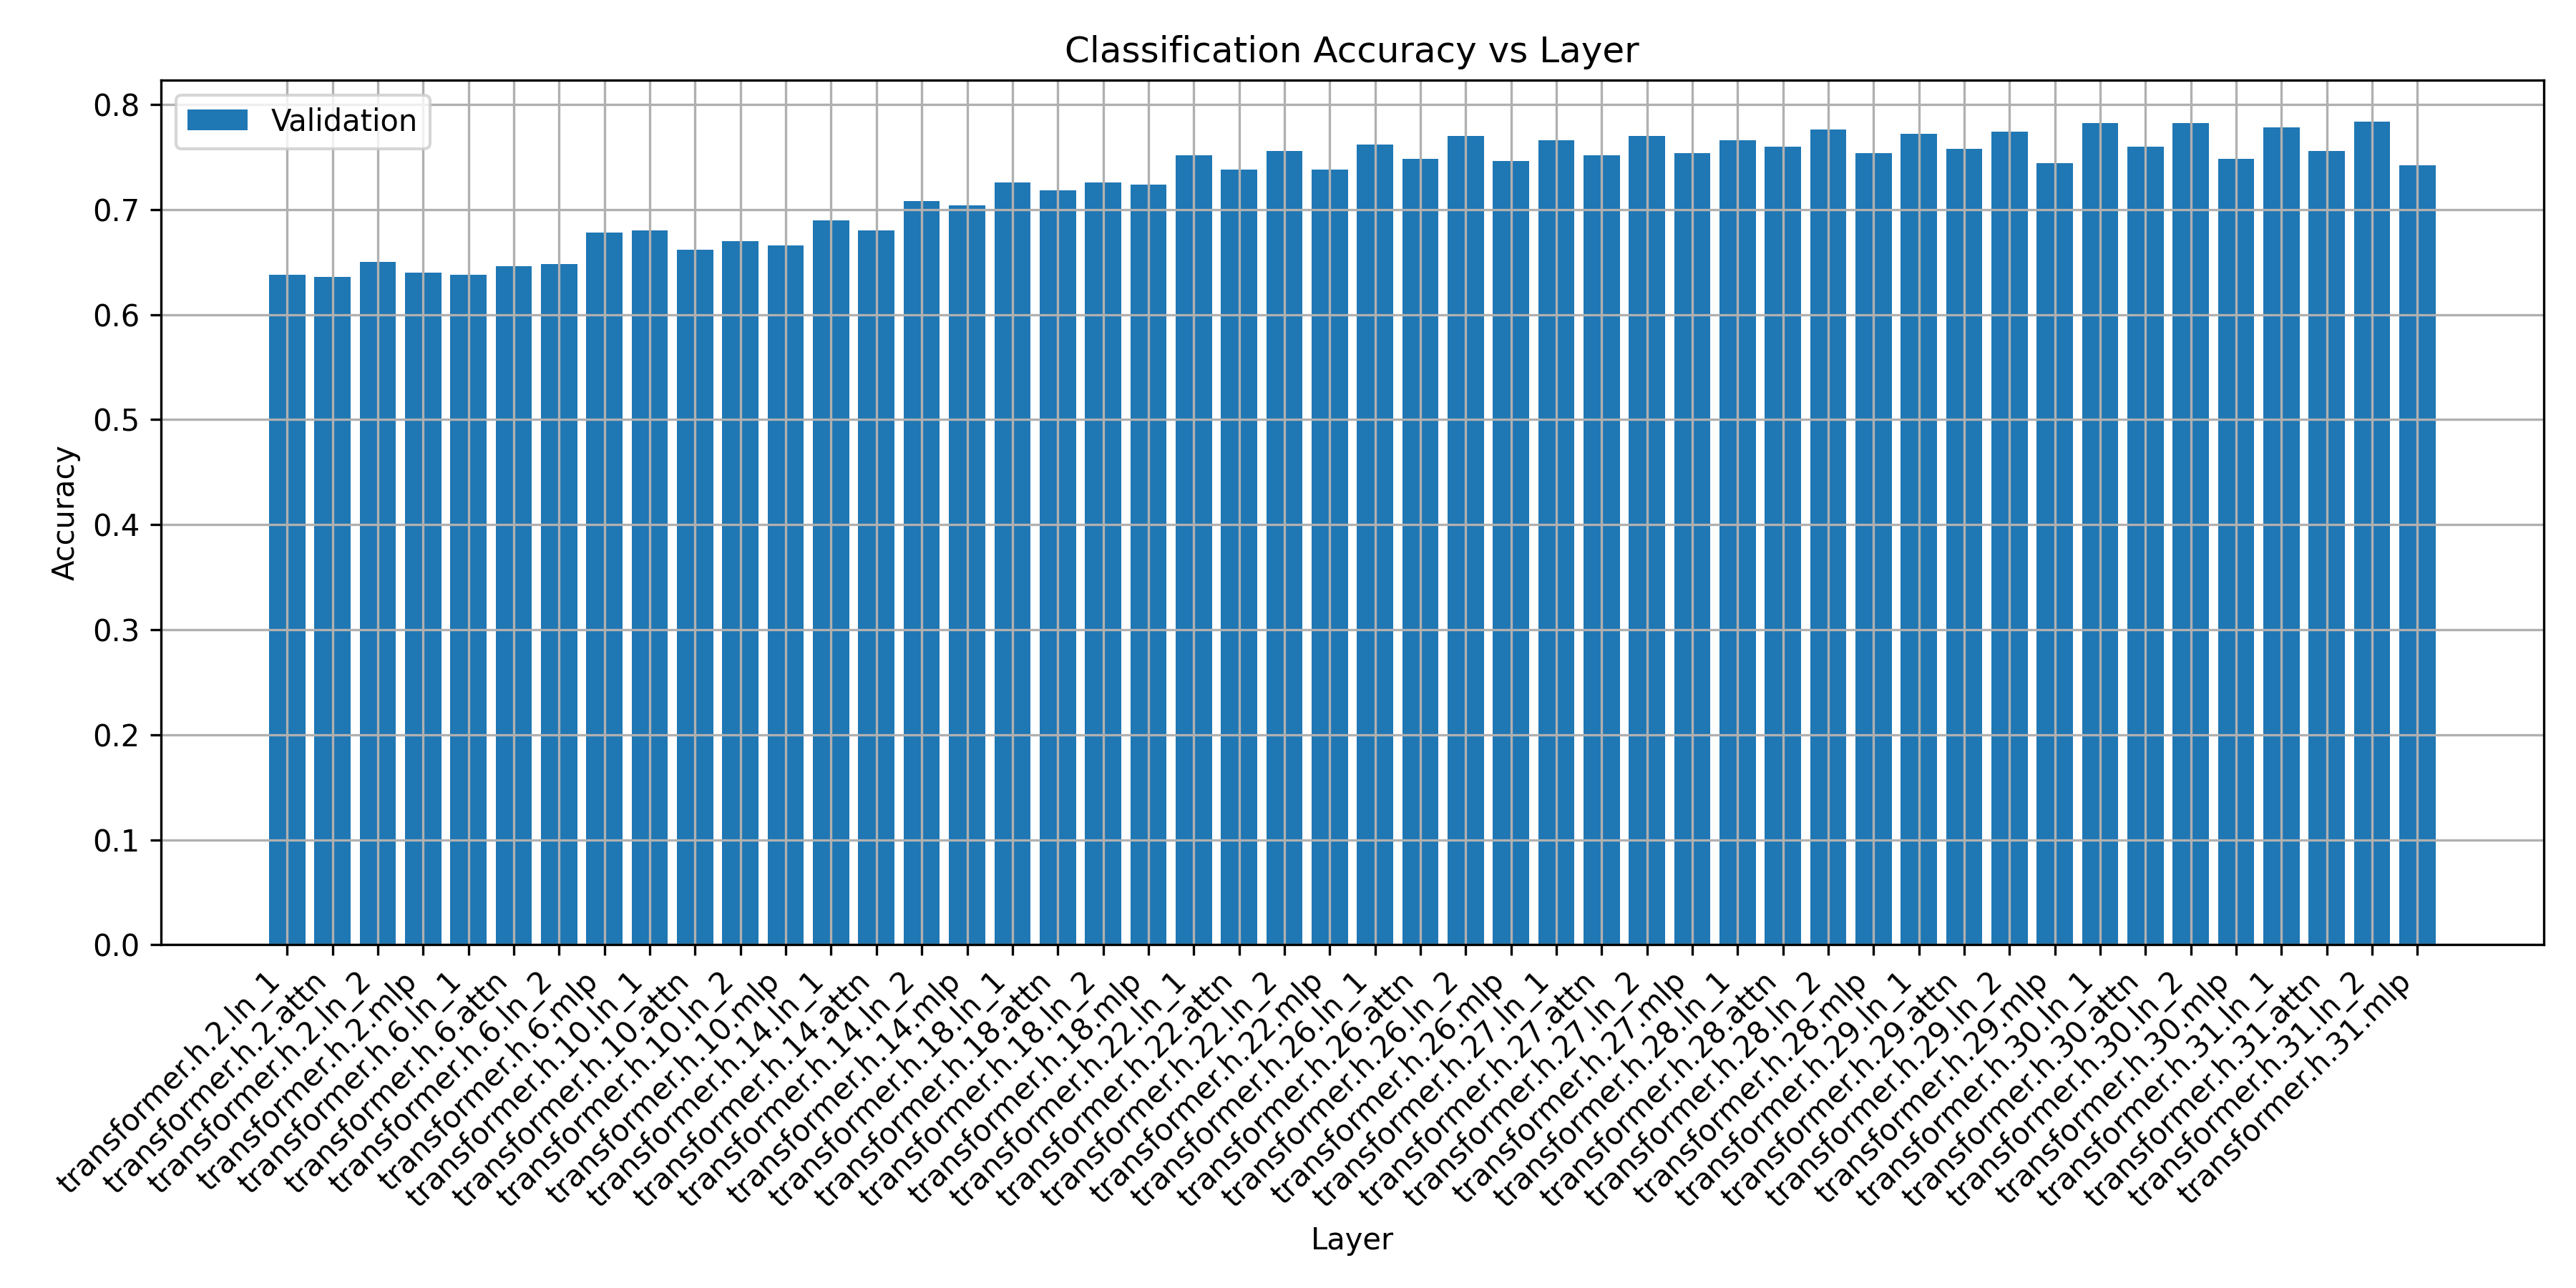 Classification Accuracy vs Layer
Validation
0.8
0.7
0.6
0.5
0.4
0.3
0.2
0.1
0.0
Accuracy
transformer.h.2.ln_1
transformer.h.2.attn
transformer.h.2.ln_2
transformer.h.2.mlp
transformer.h.6.ln_1
transformer.h.6.attn
transformer.h.6.ln_2
transformer.h.6.mlp
transformer.h.10.ln_1
transformer.h.10.attn
transformer.h.10.ln_2
transformer.h.10.mlp
transformer.h.14.ln_1
transformer.h.14.attn
transformer.h.14.ln_2
transformer.h.14.mlp
transformer.h.18.ln_1
transformer.h.18.attn
transformer.h.18.ln_2
transformer.h.18.mlp
transformer.h.22.ln_1
transformer.h.22.attn
transformer.h.22.ln_2
transformer.h.22.mlp
transformer.h.26.ln_1
transformer.h.26.attn
transformer.h.26.ln_2
transformer.h.26.mlp
transformer.h.27.ln_1
transformer.h.27.attn
transformer.h.27.ln_2
transformer.h.27.mlp
transformer.h.28.ln_1
transformer.h.28.attn
transformer.h.28.ln_2
transformer.h.28.mlp
transformer.h.29.ln_1
transformer.h.29.attn
transformer.h.29.ln_2
transformer.h.29.mlp
transformer.h.30.ln_1
transformer.h.30.attn
transformer.h.30.ln_2
transformer.h.30.mlp
transformer.h.31.ln_1
transformer.h.31.attn
transformer.h.31.ln_2
transformer.h.31.mlp
Layer